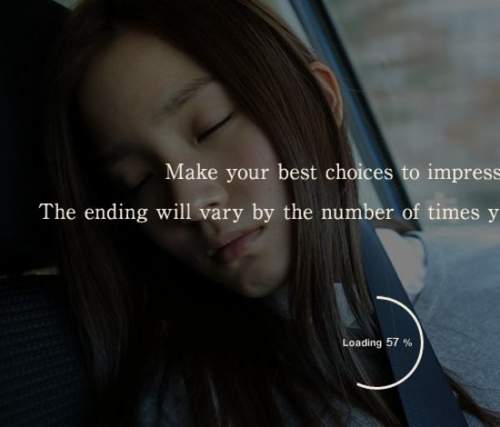 Make your best choices to impress
The ending will vary by the number of times y
Loading 57 %